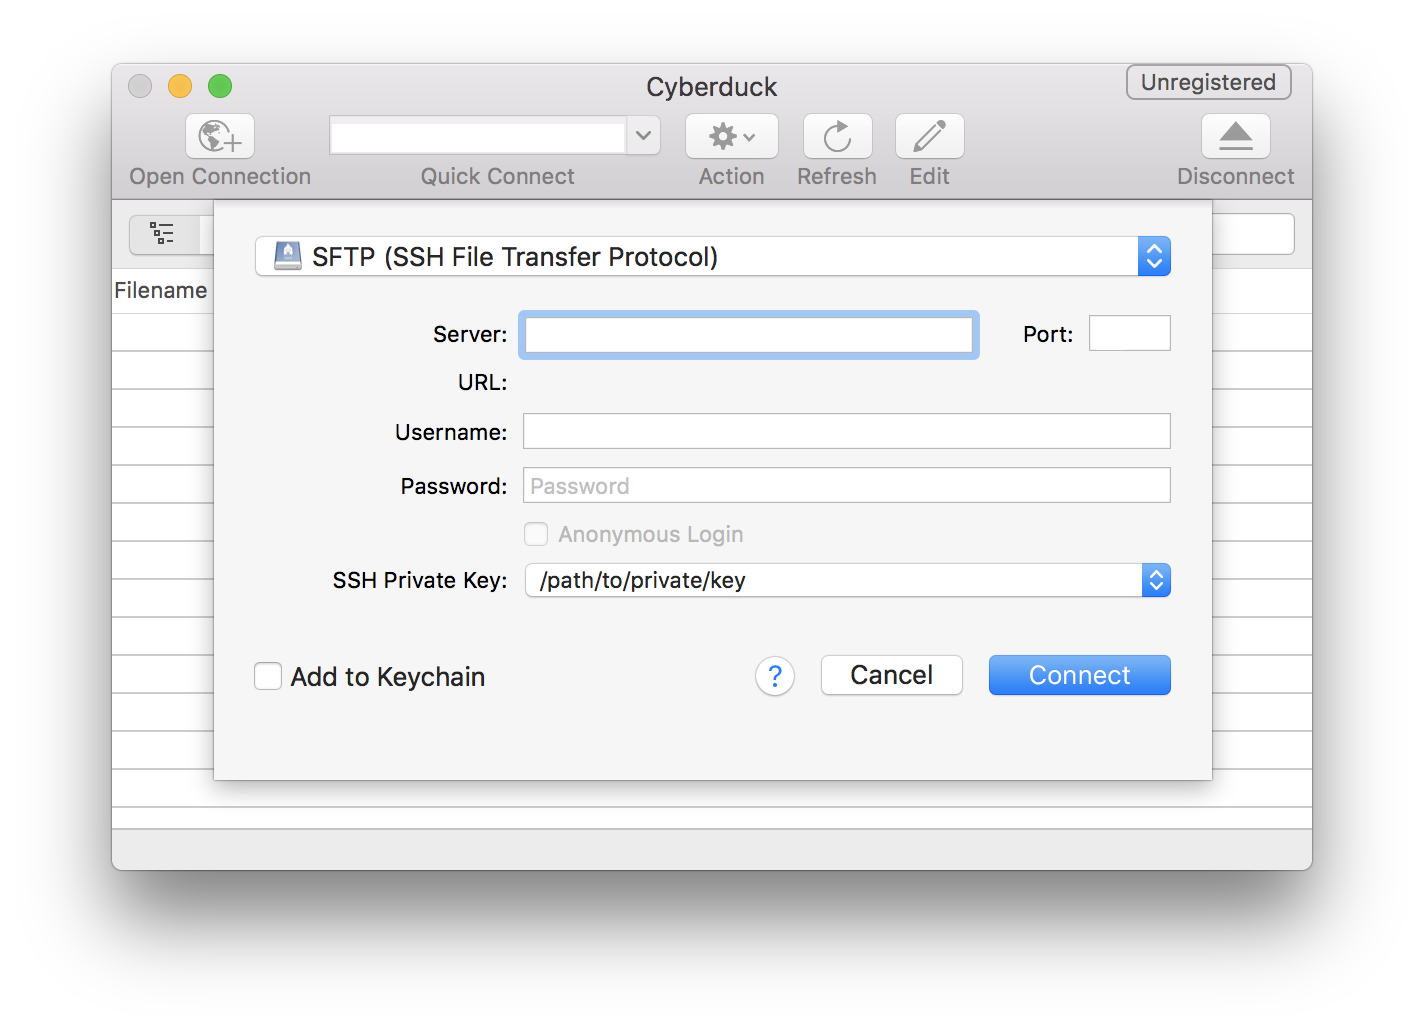 Cyberduck
Unregistered
Open Connection
Quick Connect
Action
Refresh
Edit
Disconnect
SFTP (SSH File Transfer Protocol)
Filename
Server:
Port:
URL:
Username:
Password: Password
Anonymous Login
SSH Private Key: /path/to/private/key
Add to Keychain
? Cancel Connect